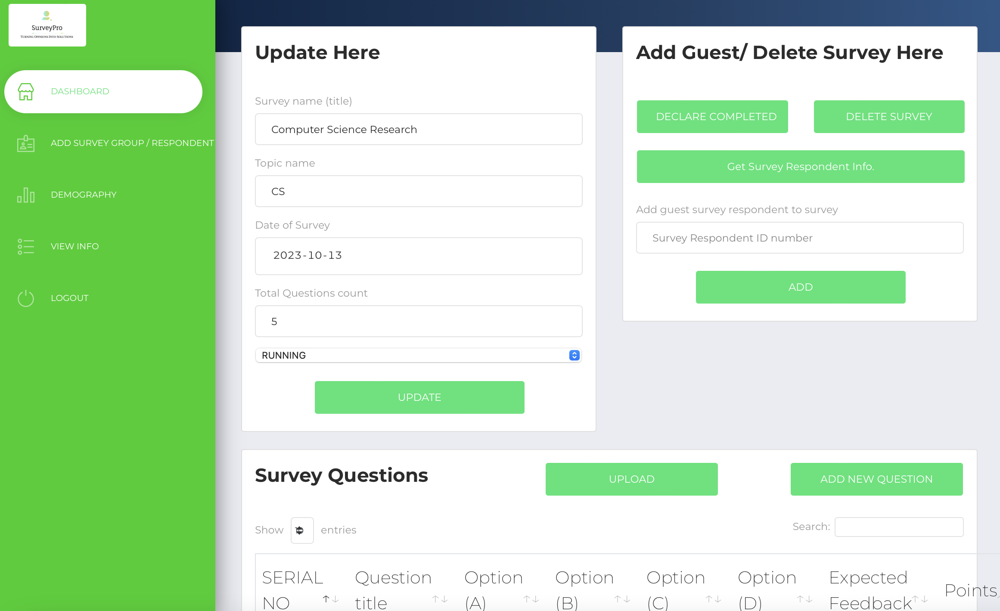 SurveyPro
TURNING OPINIONS INTO SOLUTIONS
DASHBOARD
ADD SURVEY GROUP / RESPONDENT
DEMOGRAPHY
VIEW INFO
LOGOUT
Update Here
Survey name (title)
Computer Science Research
Topic name
CS
Date of Survey
2023-10-13
Total Questions count
5
RUNNING
UPDATE
Add Guest/ Delete Survey Here
DECLARE COMPLETED
DELETE SURVEY
Get Survey Respondent Info.
Add guest survey respondent to survey
Survey Respondent ID number
ADD
Survey Questions
UPLOAD
ADD NEW QUESTION
Show entries
Search:
SERIAL NO
Question title
Option (A)
Option (B)
Option (C)
Option (D)
Expected Feedback
Points